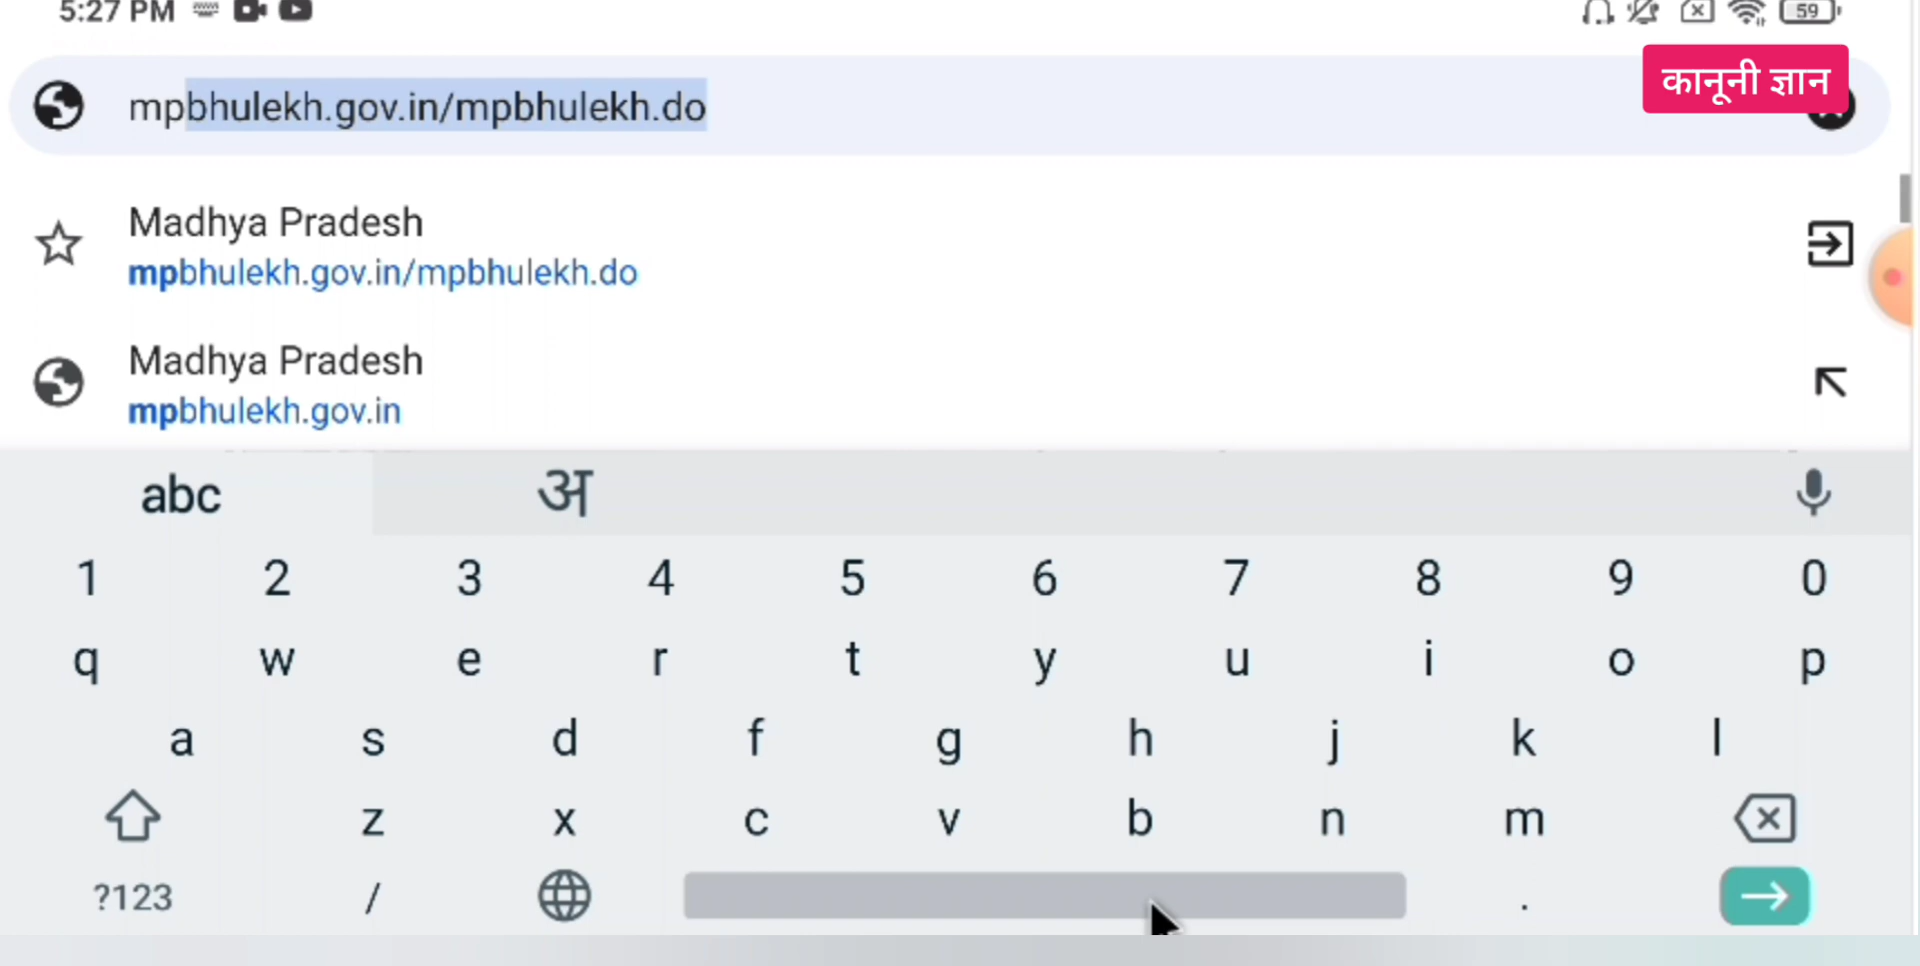 5:27 PM
59
कानूनी ज्ञान
mpbhulekh.gov.in/mpbhulekh.do
Madhya Pradesh
mpbhulekh.gov.in/mpbhulekh.do
Madhya Pradesh
mpbhulekh.gov.in
abc अ
1 2 3 4 5 6 7 8 9 0
q w e r t y u i o p
a s d f g h j k l
z x c v b n m
?123 / .